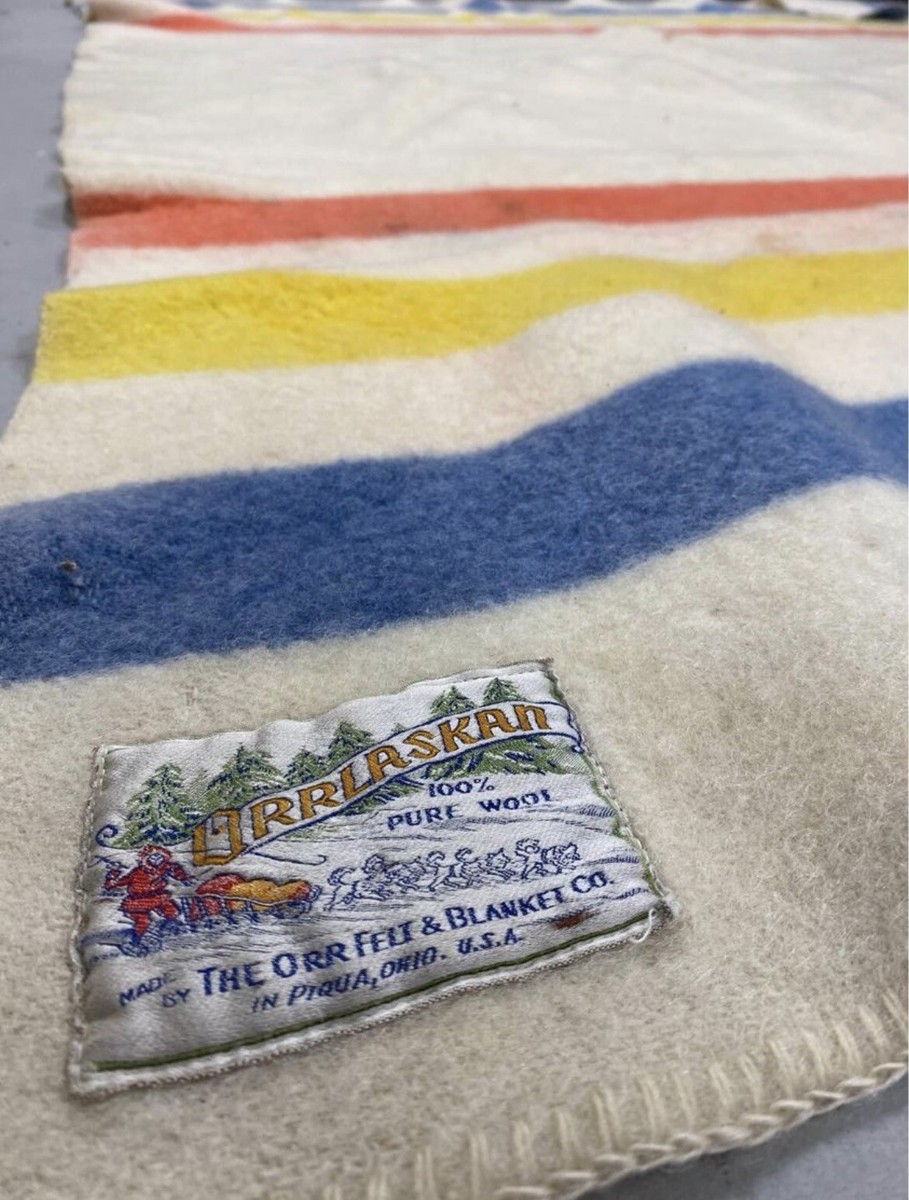 ORRLASKAN
100%
PURE WOOL
MADE BY THE ORR FELT & BLANKET CO.
IN PIQUA, OHIO. U.S.A.